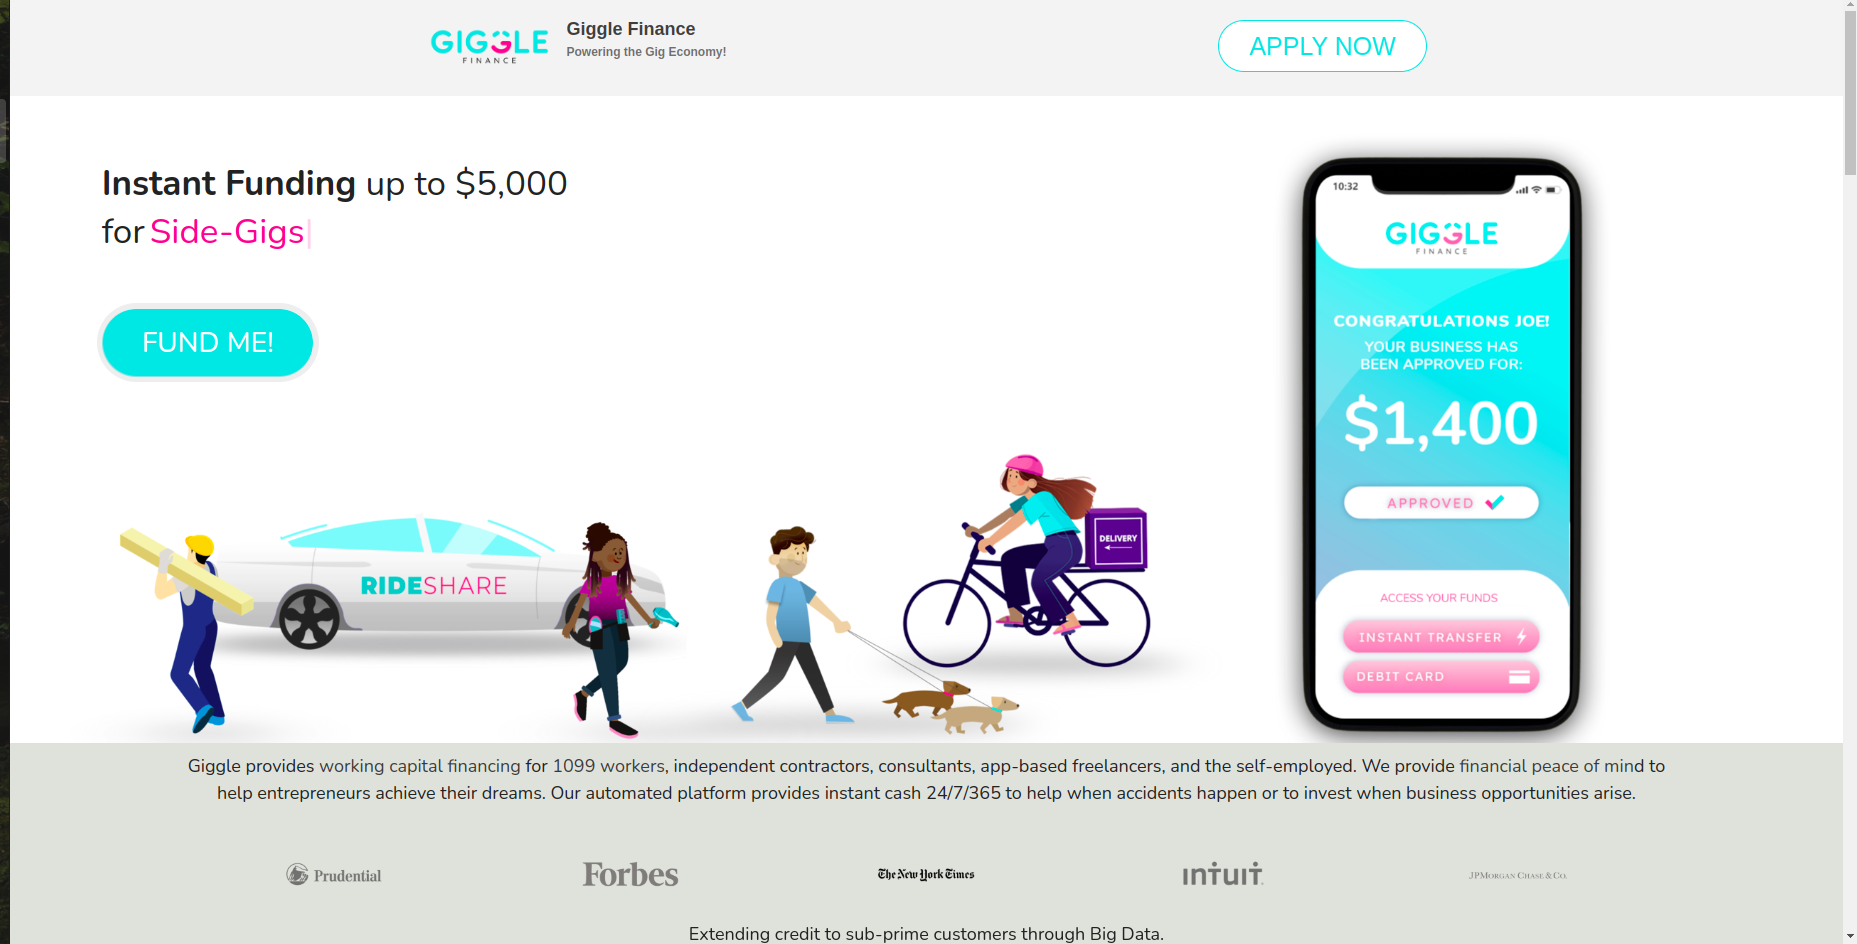 GIGGLE
FINANCE
Giggle Finance
Powering the Gig Economy!
APPLY NOW
Instant Funding up to $5,000
for Side-Gigs
FUND ME!
RIDESHARE
DELIVERY
10:32
GIGGLE
FINANCE
CONGRATULATIONS JOE!
YOUR BUSINESS HAS
BEEN APPROVED FOR:
$1,400
APPROVED
ACCESS YOUR FUNDS
INSTANT TRANSFER
DEBIT CARD
Giggle provides working capital financing for 1099 workers, independent contractors, consultants, app-based freelancers, and the self-employed. We provide financial peace of mind to
help entrepreneurs achieve their dreams. Our automated platform provides instant cash 24/7/365 to help when accidents happen or to invest when business opportunities arise.
Prudential
Forbes
The New York Times
intuit.
JPMORGAN CHASE & CO.
Extending credit to sub-prime customers through Big Data.